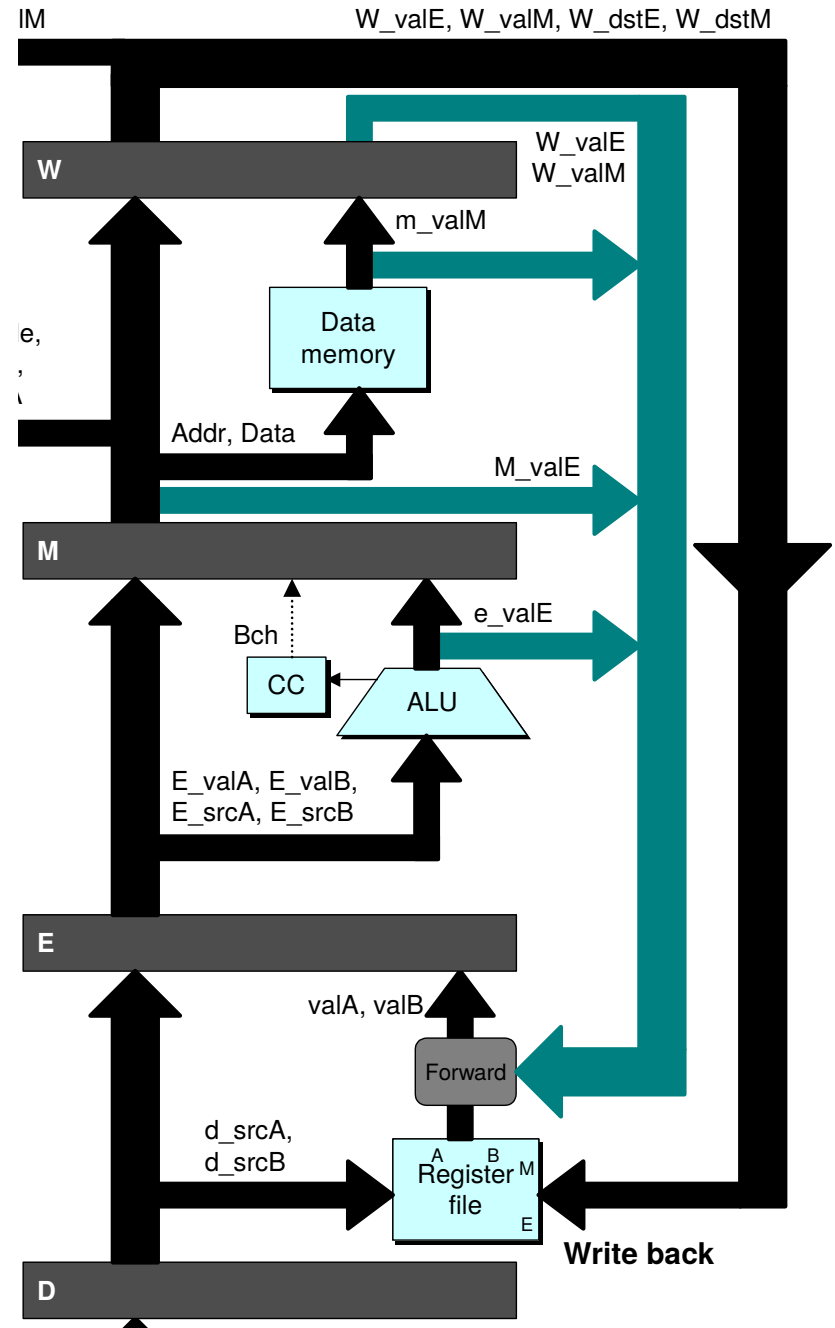 lM
W_valE, W_valM, W_dstE, W_dstM
W_valE
W_valM
W
m_valM
Data
memory
e,
,
Addr, Data
M_valE
M
e_valE
Bch
CC
ALU
E_valA, E_valB,
E_srcA, E_srcB
E
valA, valB
Forward
d_srcA,
d_srcB
A
B
M
Register
file
E
Write back
D